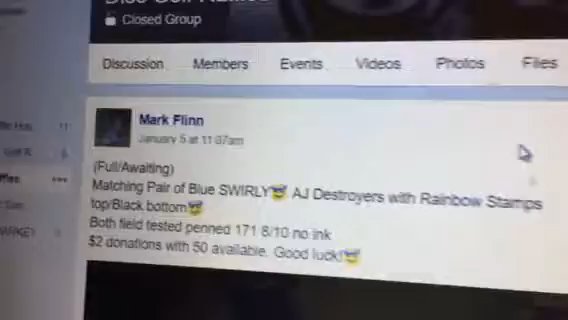 Closed Group
Discussion Members Events Videos Photos Files
Mark Flinn
January 5 at 11:37am
(Full/Awaiting)
Matching Pair of Blue SWIRLY😎 AJ Destroyers with Rainbow Stamps
top/Black bottom😎
Both field tested penned 171 8/10 no ink
$2 donations with 50 available. Good luck!😎